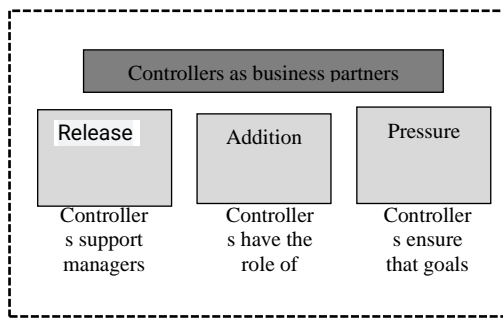 Controllers as business partners
Release
Addition
Pressure
Controller
s support
managers
Controller
s have the
role of
Controller
s ensure
that goals